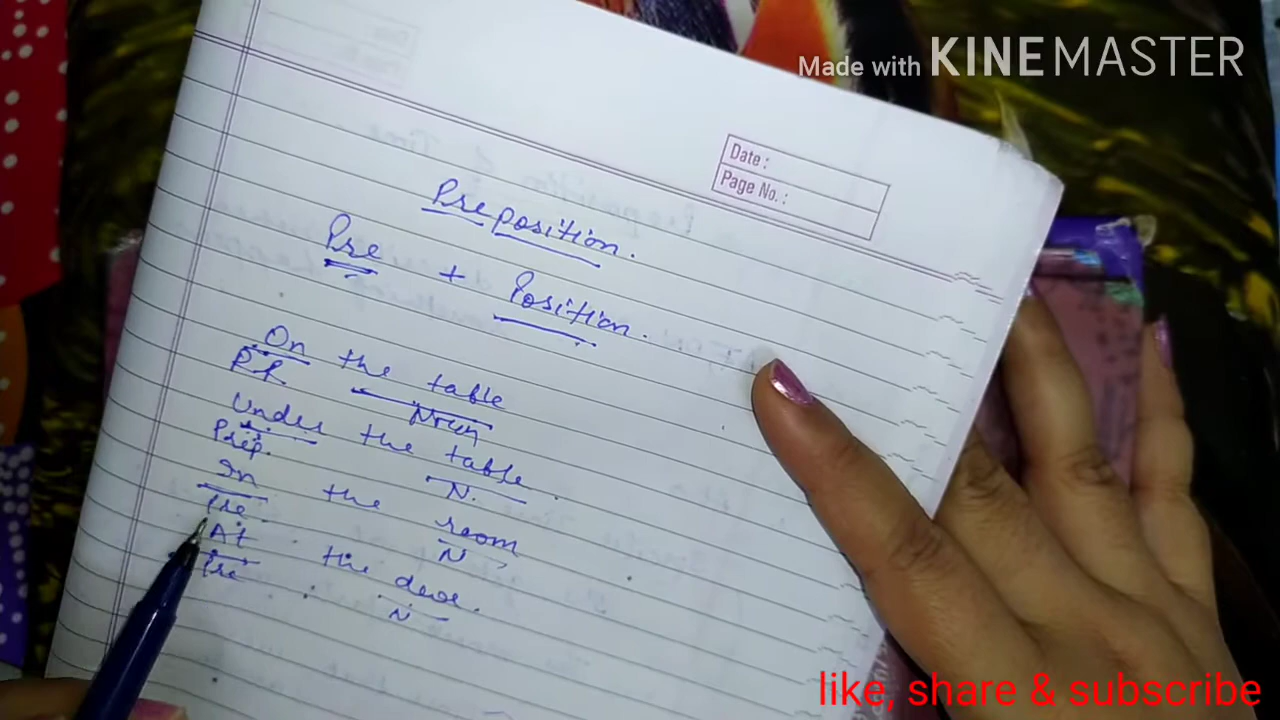 Made with KINEMASTER
Date :
Page No. :
Preposition.
Pre + Position.
On the table
Noun
Under the table.
Prep. N.
In the room
Pre N
At the door.
Pre N
like, share & subscribe